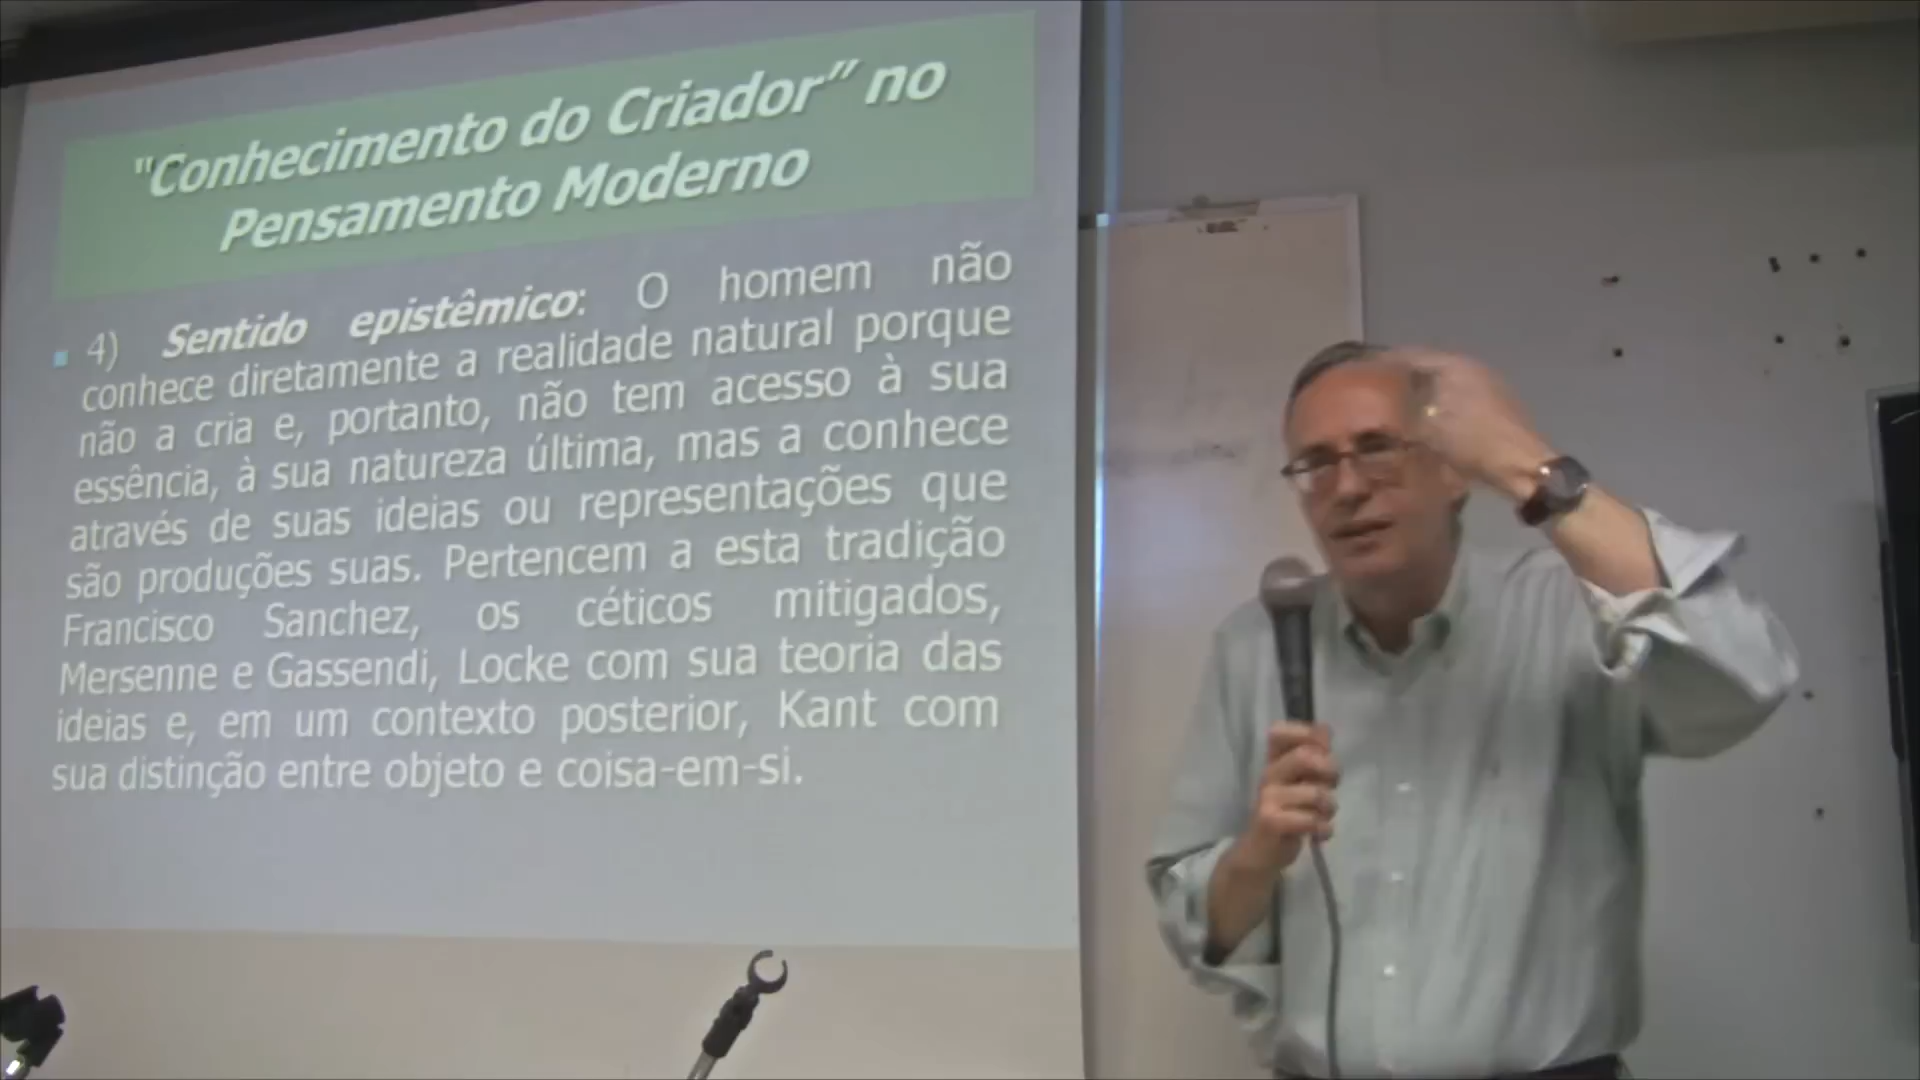 "Conhecimento do Criador” no
Pensamento Moderno
4) Sentido epistêmico: O homem não
conhece diretamente a realidade natural porque
não a cria e, portanto, não tem acesso à sua
essência, à sua natureza última, mas a conhece
através de suas ideias ou representações que
são produções suas. Pertencem a esta tradição
Francisco Sanchez, os céticos mitigados,
Mersenne e Gassendi, Locke com sua teoria das
ideias e, em um contexto posterior, Kant com
sua distinção entre objeto e coisa-em-si.